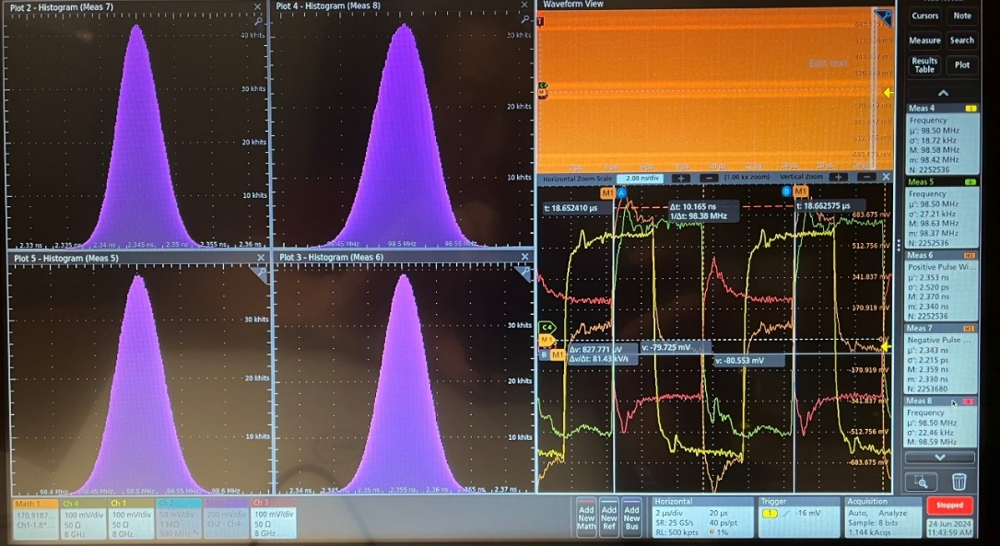 Plot 2 - Histogram (Meas 7)
40 khits
30 khits
20 khits
10 khits
2.33 ns
2.335 ns
2.34 ns
2.345 ns
2.35 ns
2.355 ns
2.36 ns
Plot 4 - Histogram (Meas 8)
30 khits
20 khits
10 khits
98.45 MHz
98.5 MHz
98.55 MHz
Plot 5 - Histogram (Meas 5)
30 khits
20 khits
10 khits
98.4 MHz
98.45 MHz
98.5 MHz
98.55 MHz
98.6 MHz
Plot 3 - Histogram (Meas 6)
30 khits
20 khits
10 khits
2.34 ns
2.345 ns
2.35 ns
2.355 ns
2.36 ns
2.365 ns
2.37 ns
Waveform View
Edit text
Horizontal Zoom Scale 2.00 ns/div (1.00 kx zoom) Vertical Zoom
M1 A B M1
t: 18.652410 µs
Δt: 10.165 ns
1/Δt: 98.38 MHz
t: 18.662575 µs
683.675 mV
512.756 mV
341.837 mV
170.919 mV
C4
M1
B M1
Δv: 827.771 µV
Δv/Δt: 81.43 kV/s
v: -79.725 mV
v: -80.553 mV
-170.919 mV
-341.837 mV
-512.756 mV
-683.675 mV
Cursors Note
Measure Search
Results Table Plot
Meas 4
Frequency
µ': 98.50 MHz
σ': 18.72 kHz
M: 98.58 MHz
m: 98.42 MHz
N: 2252536
Meas 5
Frequency
µ': 98.50 MHz
σ': 27.21 kHz
M: 98.63 MHz
m: 98.37 MHz
N: 2252536
Meas 6
Positive Pulse Wi...
µ': 2.353 ns
σ': 2.520 ps
M: 2.370 ns
m: 2.340 ns
N: 2252536
Meas 7
Negative Pulse ...
µ': 2.343 ns
σ': 2.215 ps
M: 2.359 ns
m: 2.330 ns
N: 2253680
Meas 8
Frequency
µ': 98.50 MHz
σ': 22.46 kHz
M: 98.59 MHz
Math 1
170.9187...
Ch1-1.8*...
Ch 4
100 mV/div
50 Ω
8 GHz
Ch 1
100 mV/div
50 Ω
8 GHz
Ch 2
50 mV/div
1 MΩ
500 MHz
200 mV/div
Ch2 - Ch4
Ch 3
100 mV/div
50 Ω
8 GHz
Add New Math
Add New Ref
Add New Bus
Horizontal
2 µs/div 20 µs
SR: 25 GS/s 40 ps/pt
RL: 500 kpts 1%
Trigger
1 -16 mV
Acquisition
Auto, Analyze
Sample: 8 bits
1.144 kAcqs
Stopped
24 Jun 2024
11:43:59 AM